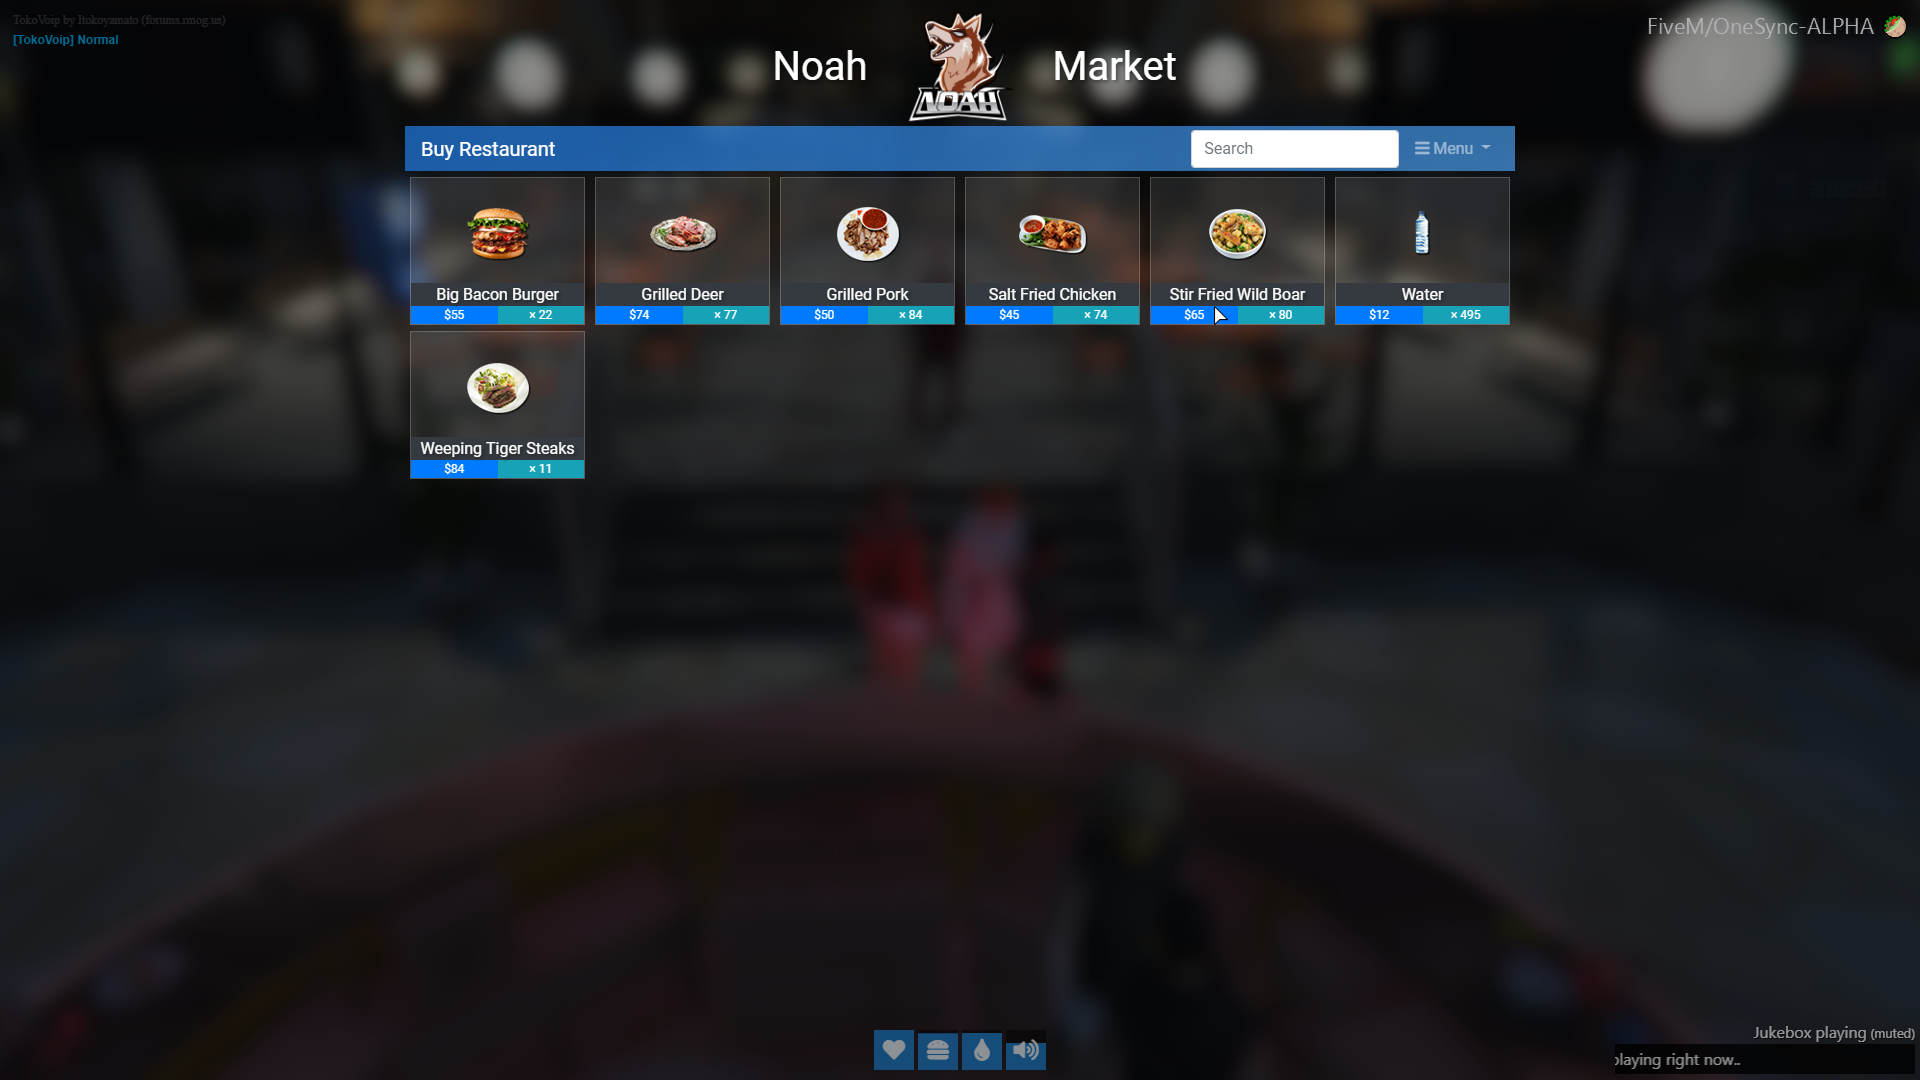 TokoVoip by Itokoyamato (forums.rmog.us)
[TokoVoip] Normal
FiveM/OneSync-ALPHA
Noah
NOAH
Market
Buy Restaurant
Search
Menu
Big Bacon Burger
$55
× 22
Grilled Deer
$74
× 77
Grilled Pork
$50
× 84
Salt Fried Chicken
$45
× 74
Stir Fried Wild Boar
$65
× 80
Water
$12
× 495
Weeping Tiger Steaks
$84
× 11
Jukebox playing (muted)
playing right now..